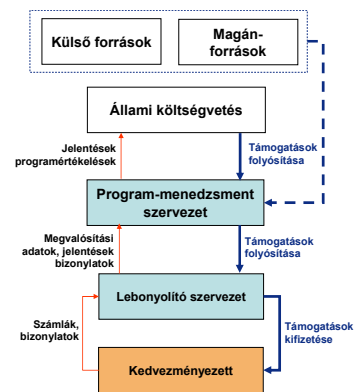 Külső források
Magán-
források
Állami költségvetés
Jelentések
programértékelések
Támogatások
folyósítása
Program-menedzsment
szervezet
Megvalósítási
adatok, jelentések
bizonylatok
Támogatások
folyósítása
Lebonyolító szervezet
Számlák,
bizonylatok
Támogatások
kifizetése
Kedvezményezett